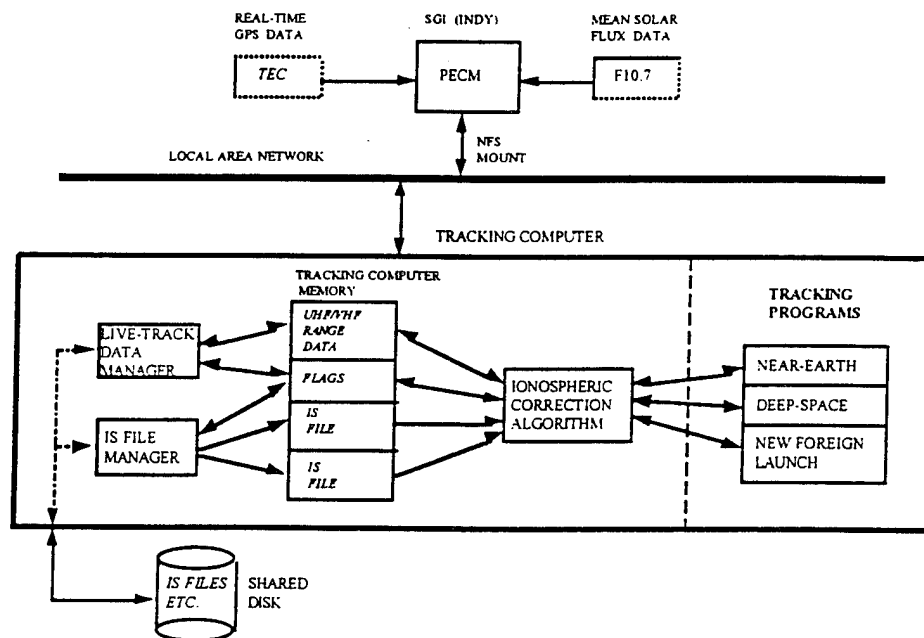 REAL-TIME
GPS DATA
SGI (INDY)
MEAN SOLAR
FLUX DATA
TEC
PECM
F10.7
NFS
MOUNT
LOCAL AREA NETWORK
TRACKING COMPUTER
TRACKING COMPUTER
MEMORY
TRACKING
PROGRAMS
UHF/VHF
RANGE
DATA
LIVE-TRACK
DATA
MANAGER
FLAGS
IONOSPHERIC
CORRECTION
ALGORITHM
NEAR-EARTH
DEEP-SPACE
NEW FOREIGN
LAUNCH
IS FILE
MANAGER
IS
FILE
IS
FILE
IS FILES
ETC.
SHARED
DISK